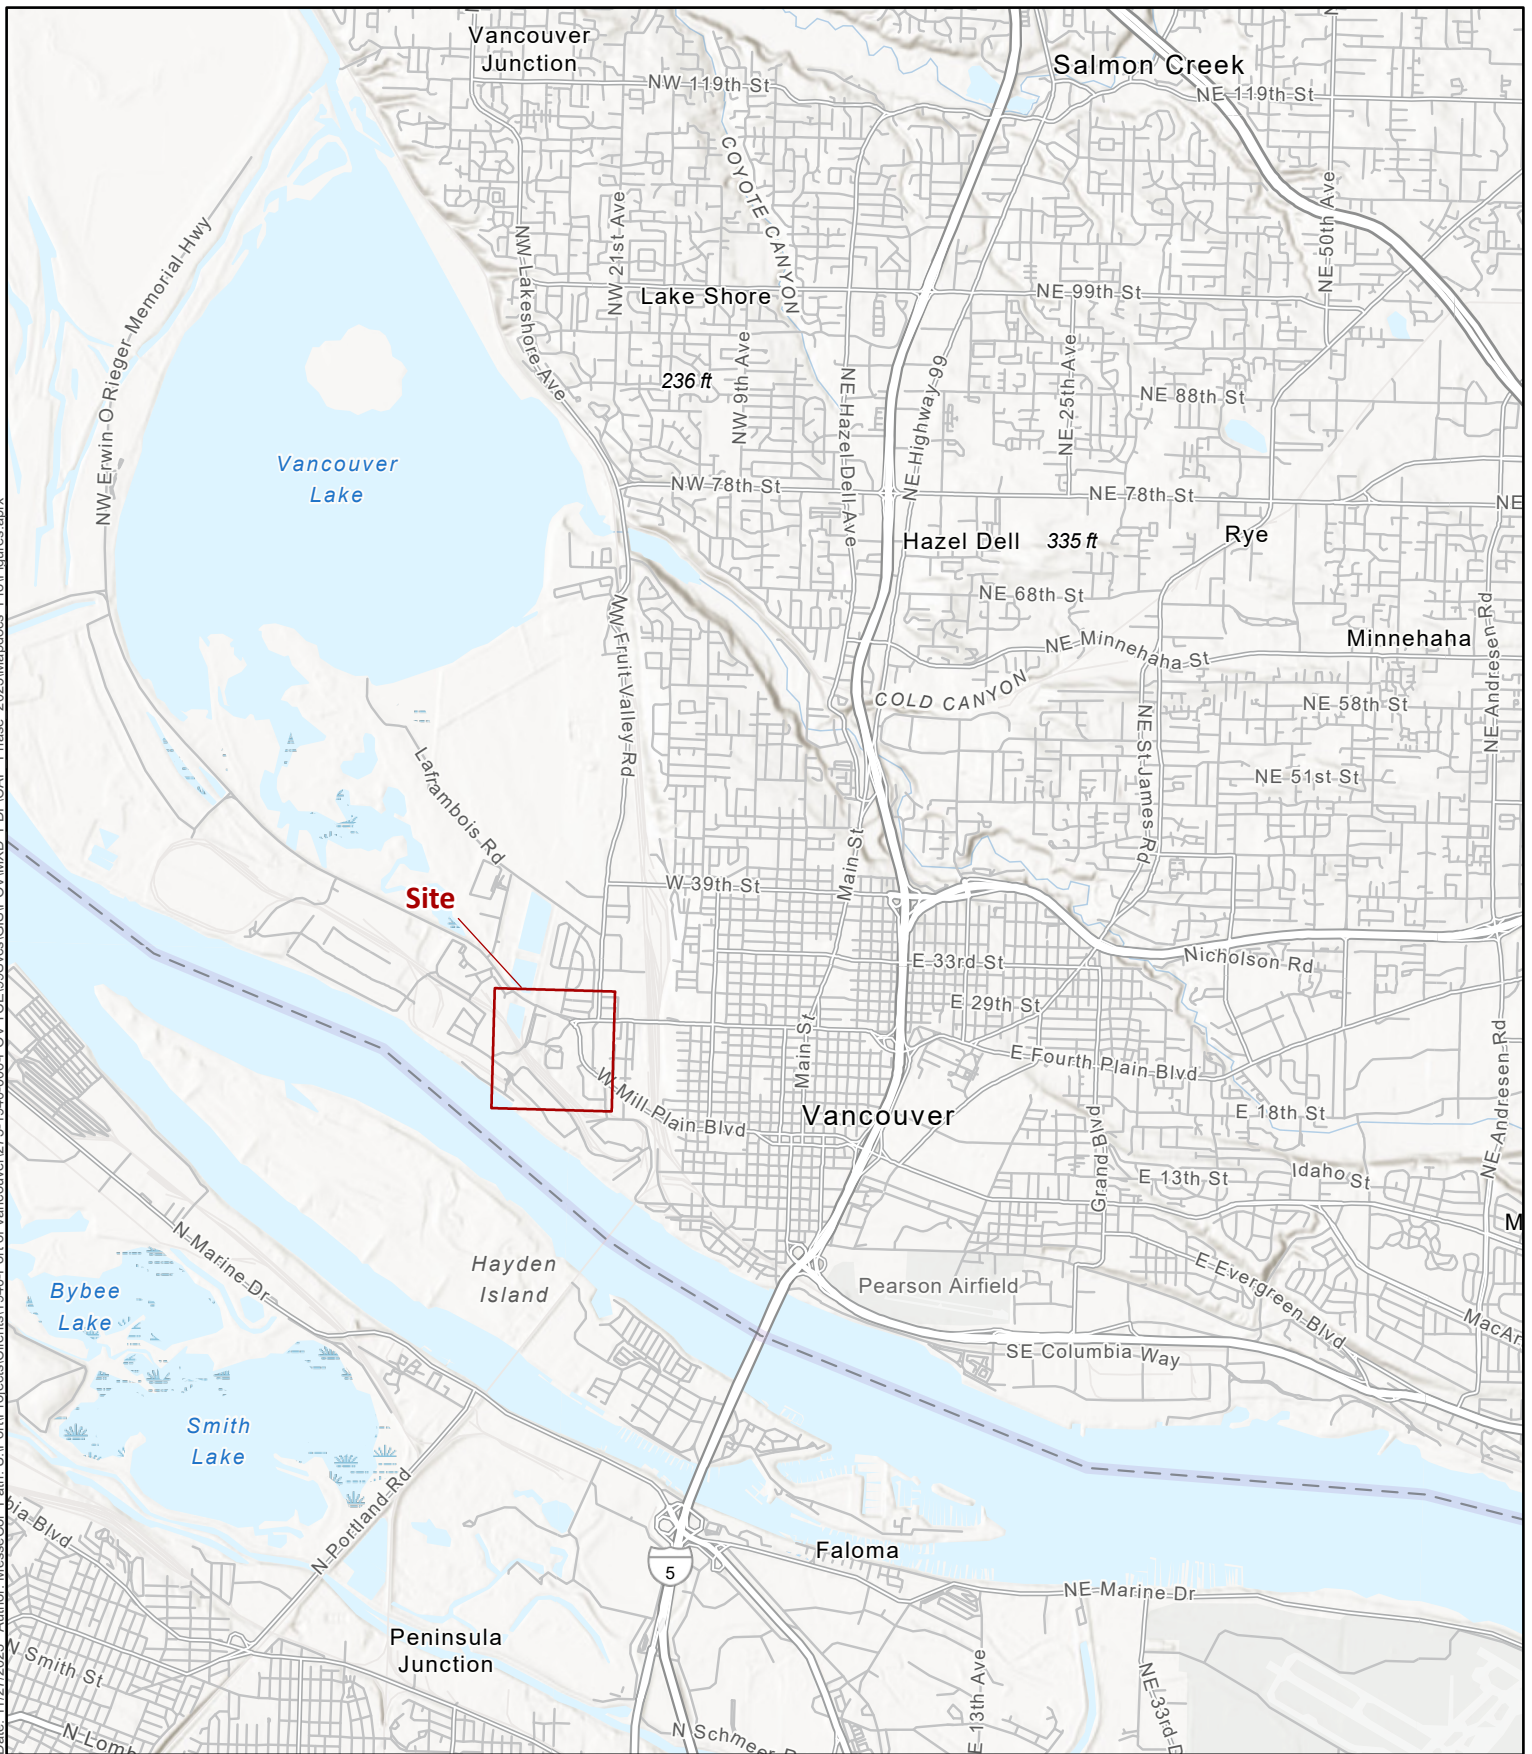 Vancouver
Junction
Salmon Creek
NW 119th St
NE 119th St
COYOTE CANYON
NE 50th Ave
NW 21st Ave
NW Lakeshore Ave
NW Erwin O Rieger Memorial Hwy
Lake Shore
NE 99th St
236 ft
NW 9th Ave
NE 25th Ave
NE Hazel Dell Ave
NE Highway 99
NE 88th St
Vancouver
Lake
NW 78th St
NE 78th St
NE
Hazel Dell
335 ft
Rye
NE 68th St
NW Fruit Valley Rd
NE Minnehaha St
Minnehaha
NE Andresen Rd
COLD CANYON
NE 58th St
NE St James Rd
NE 51st St
Laframbois Rd
Main St
W 39th St
Site
E 33rd St
Nicholson Rd
E 29th St
Main St
E Fourth Plain Blvd
NE Andresen Rd
W Mill Plain Blvd
Vancouver
E 18th St
Grand Blvd
E 13th St
Idaho St
M
N Marine Dr
Hayden
Island
Pearson Airfield
E Evergreen Blvd
MacAr
Bybee
Lake
SE Columbia Way
Smith
Lake
N Portland Rd
bia Blvd
5
Faloma
NE Marine Dr
Peninsula
Junction
N Smith St
N Lomb
N Schmeer R
E 13th Ave
NE 33rd D